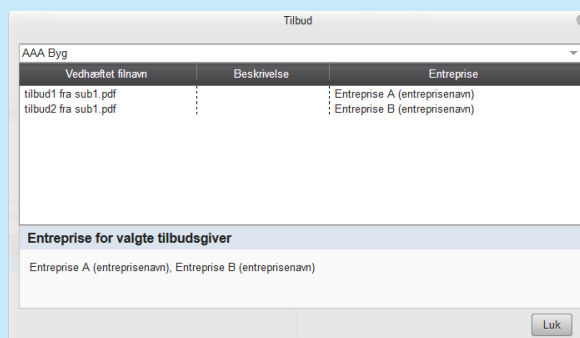 Tilbud
AAA Byg
Vedhæftet filnavn Beskrivelse Entreprise
tilbud1 fra sub1.pdf Entreprise A (entreprisenavn)
tilbud2 fra sub1.pdf Entreprise B (entreprisenavn)
Entreprise for valgte tilbudsgiver
Entreprise A (entreprisenavn), Entreprise B (entreprisenavn)
Luk